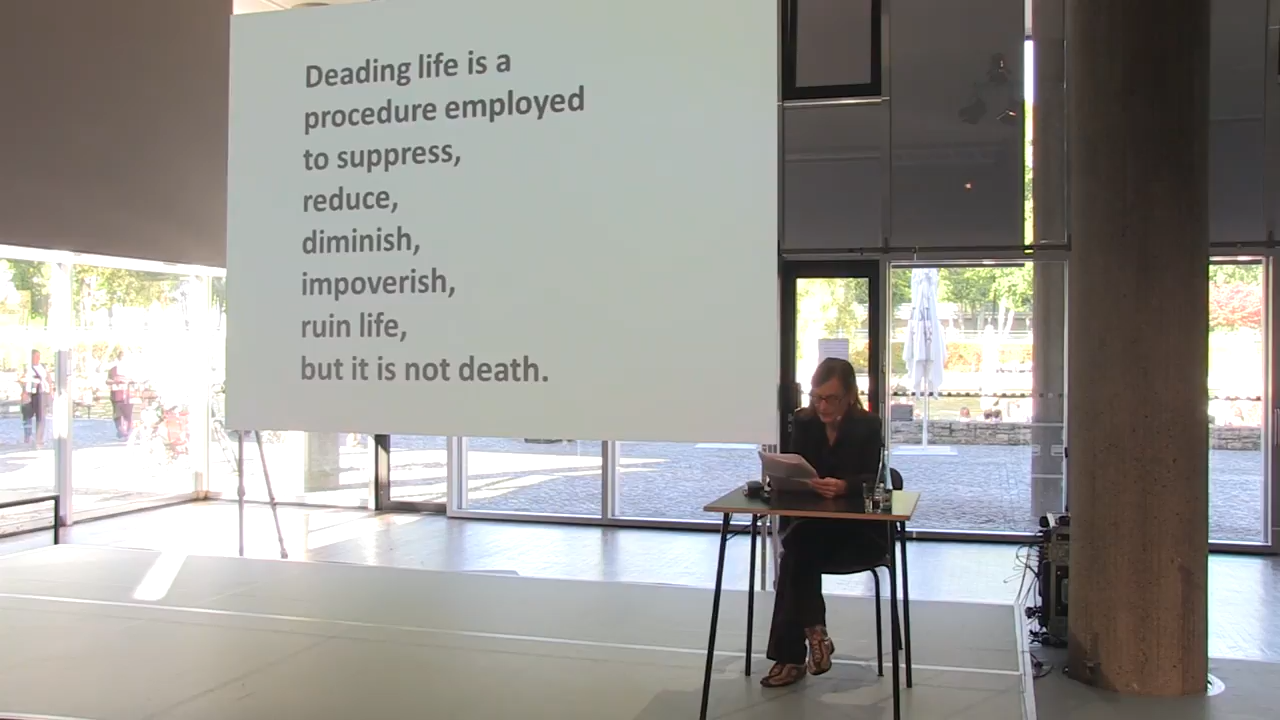 Deading life is a
procedure employed
to suppress,
reduce,
diminish,
impoverish,
ruin life,
but it is not death.